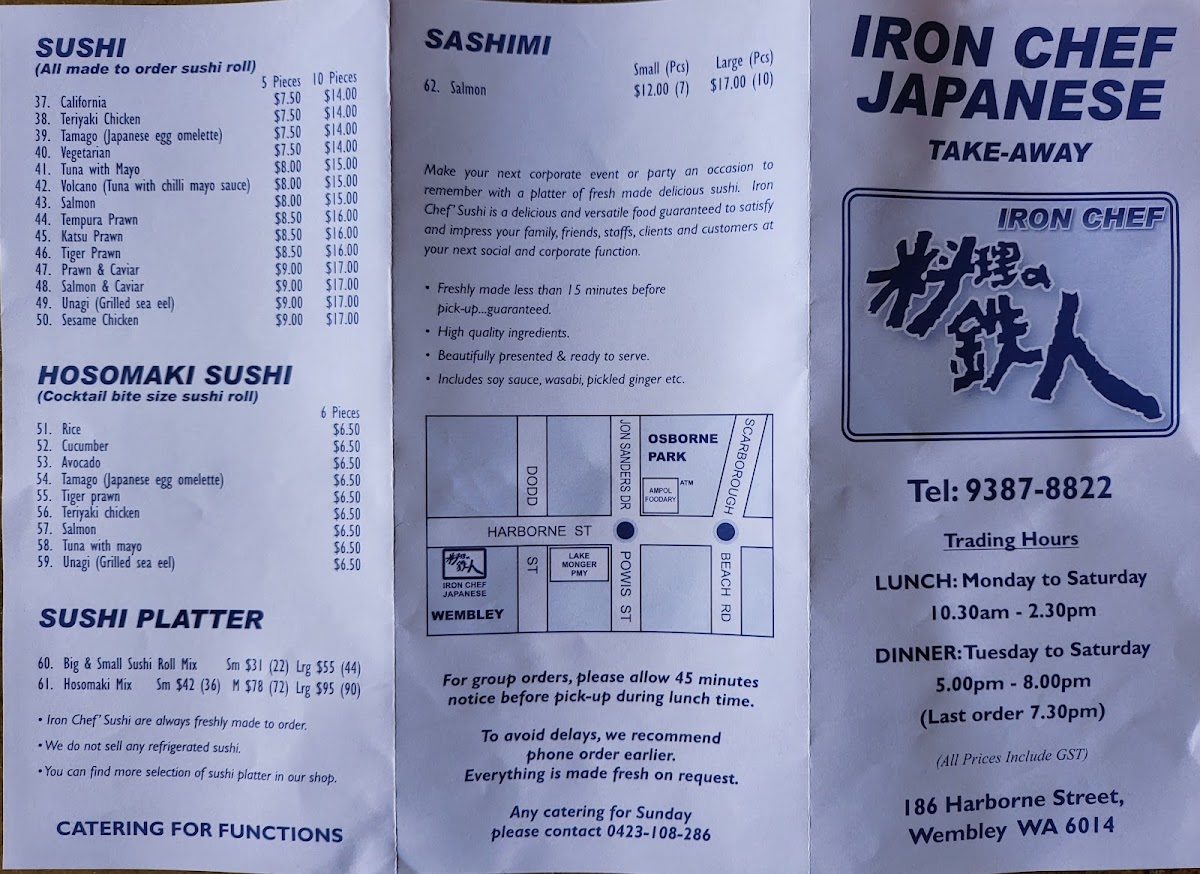 SUSHI
(All made to order sushi roll)
5 Pieces 10 Pieces
37. California $7.50 $14.00
38. Teriyaki Chicken $7.50 $14.00
39. Tamago (Japanese egg omelette) $7.50 $14.00
40. Vegetarian $7.50 $14.00
41. Tuna with Mayo $8.00 $15.00
42. Volcano (Tuna with chilli mayo sauce) $8.00 $15.00
43. Salmon $8.00 $15.00
44. Tempura Prawn $8.50 $16.00
45. Katsu Prawn $8.50 $16.00
46. Tiger Prawn $8.50 $16.00
47. Prawn & Caviar $9.00 $17.00
48. Salmon & Caviar $9.00 $17.00
49. Unagi (Grilled sea eel) $9.00 $17.00
50. Sesame Chicken $9.00 $17.00
HOSOMAKI SUSHI
(Cocktail bite size sushi roll)
6 Pieces
51. Rice $6.50
52. Cucumber $6.50
53. Avocado $6.50
54. Tamago (Japanese egg omelette) $6.50
55. Tiger prawn $6.50
56. Teriyaki chicken $6.50
57. Salmon $6.50
58. Tuna with mayo $6.50
59. Unagi (Grilled sea eel) $6.50
SUSHI PLATTER
60. Big & Small Sushi Roll Mix Sm $31 (22) Lrg $55 (44)
61. Hosomaki Mix Sm $42 (36) M $78 (72) Lrg $95 (90)
• Iron Chef' Sushi are always freshly made to order.
• We do not sell any refrigerated sushi.
• You can find more selection of sushi platter in our shop.
CATERING FOR FUNCTIONS
SASHIMI
Small (Pcs) Large (Pcs)
62. Salmon $12.00 (7) $17.00 (10)
Make your next corporate event or party an occasion to
remember with a platter of fresh made delicious sushi. Iron
Chef' Sushi is a delicious and versatile food guaranteed to satisfy
and impress your family, friends, staffs, clients and customers at
your next social and corporate function.
• Freshly made less than 15 minutes before
pick-up...guaranteed.
• High quality ingredients.
• Beautifully presented & ready to serve.
• Includes soy sauce, wasabi, pickled ginger etc.
DODD
JON SANDERS DR
OSBORNE
PARK
AMPOL
FOODARY
ATM
SCARBOROUGH
HARBORNE ST
料理の
鉄人
IRON CHEF
JAPANESE
WEMBLEY
ST
LAKE
MONGER
PMY
POWIS ST
BEACH RD
For group orders, please allow 45 minutes
notice before pick-up during lunch time.
To avoid delays, we recommend
phone order earlier.
Everything is made fresh on request.
Any catering for Sunday
please contact 0423-108-286
IRON CHEF
JAPANESE
TAKE-AWAY
IRON CHEF
料理の
鉄人
Tel: 9387-8822
Trading Hours
LUNCH: Monday to Saturday
10.30am - 2.30pm
DINNER: Tuesday to Saturday
5.00pm - 8.00pm
(Last order 7.30pm)
(All Prices Include GST)
186 Harborne Street,
Wembley WA 6014